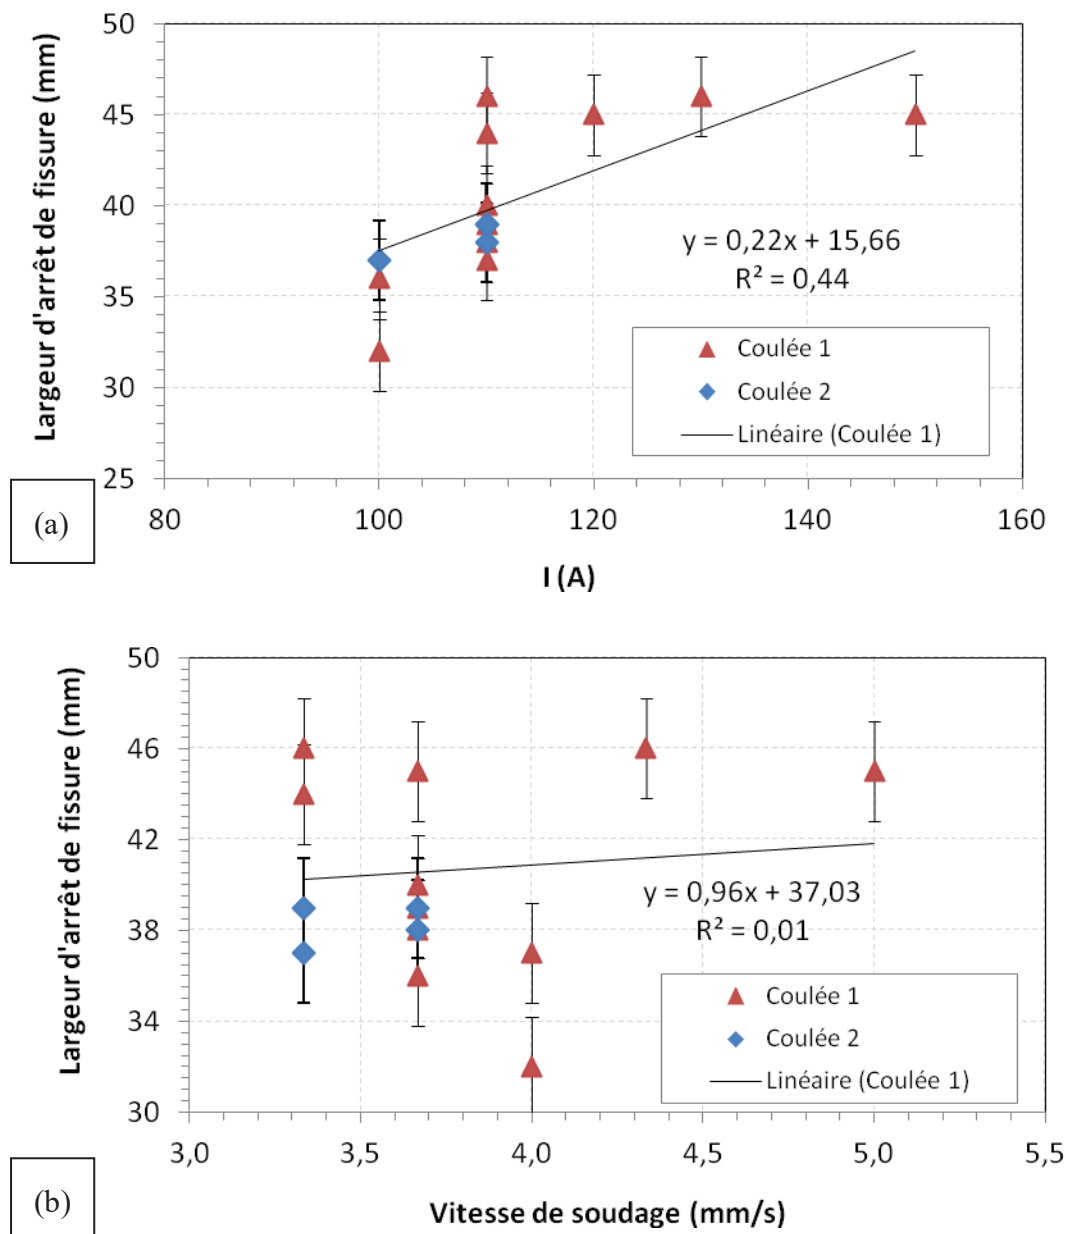 50
45
40
35
30
25
Largeur d'arrêt de fissure (mm)
y = 0,22x + 15,66
R² = 0,44
Coulée 1
Coulée 2
Linéaire (Coulée 1)
80 100 120 140 160
I (A)
(a)
50
46
42
38
34
30
Largeur d'arrêt de fissure (mm)
y = 0,96x + 37,03
R² = 0,01
Coulée 1
Coulée 2
Linéaire (Coulée 1)
3,0 3,5 4,0 4,5 5,0 5,5
Vitesse de soudage (mm/s)
(b)